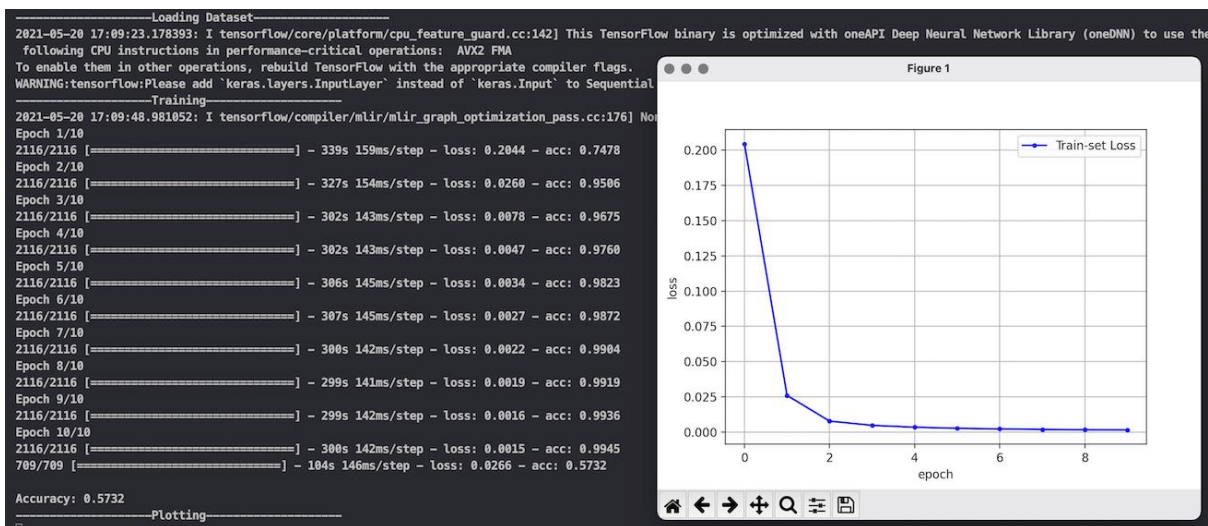 --------------------Loading Dataset--------------------
2021-05-20 17:09:23.178393: I tensorflow/core/platform/cpu_feature_guard.cc:142] This TensorFlow binary is optimized with oneAPI Deep Neural Network Library (oneDNN) to use the
following CPU instructions in performance-critical operations:  AVX2 FMA
To enable them in other operations, rebuild TensorFlow with the appropriate compiler flags.
WARNING:tensorflow:Please add `keras.layers.InputLayer` instead of `keras.Input` to Sequential
--------------------Training--------------------
2021-05-20 17:09:48.981052: I tensorflow/compiler/mlir/mlir_graph_optimization_pass.cc:176] Non
Epoch 1/10
2116/2116 [==============================] - 339s 159ms/step - loss: 0.2044 - acc: 0.7478
Epoch 2/10
2116/2116 [==============================] - 327s 154ms/step - loss: 0.0260 - acc: 0.9506
Epoch 3/10
2116/2116 [==============================] - 302s 143ms/step - loss: 0.0078 - acc: 0.9675
Epoch 4/10
2116/2116 [==============================] - 302s 143ms/step - loss: 0.0047 - acc: 0.9760
Epoch 5/10
2116/2116 [==============================] - 306s 145ms/step - loss: 0.0034 - acc: 0.9823
Epoch 6/10
2116/2116 [==============================] - 307s 145ms/step - loss: 0.0027 - acc: 0.9872
Epoch 7/10
2116/2116 [==============================] - 300s 142ms/step - loss: 0.0022 - acc: 0.9904
Epoch 8/10
2116/2116 [==============================] - 299s 141ms/step - loss: 0.0019 - acc: 0.9919
Epoch 9/10
2116/2116 [==============================] - 299s 142ms/step - loss: 0.0016 - acc: 0.9936
Epoch 10/10
2116/2116 [==============================] - 300s 142ms/step - loss: 0.0015 - acc: 0.9945
709/709 [==============================] - 104s 146ms/step - loss: 0.0266 - acc: 0.5732
Accuracy: 0.5732
--------------------Plotting--------------------
Figure 1
Train-set Loss
0.200
0.175
0.150
0.125
0.100
0.075
0.050
0.025
0.000
loss
0 2 4 6 8
epoch